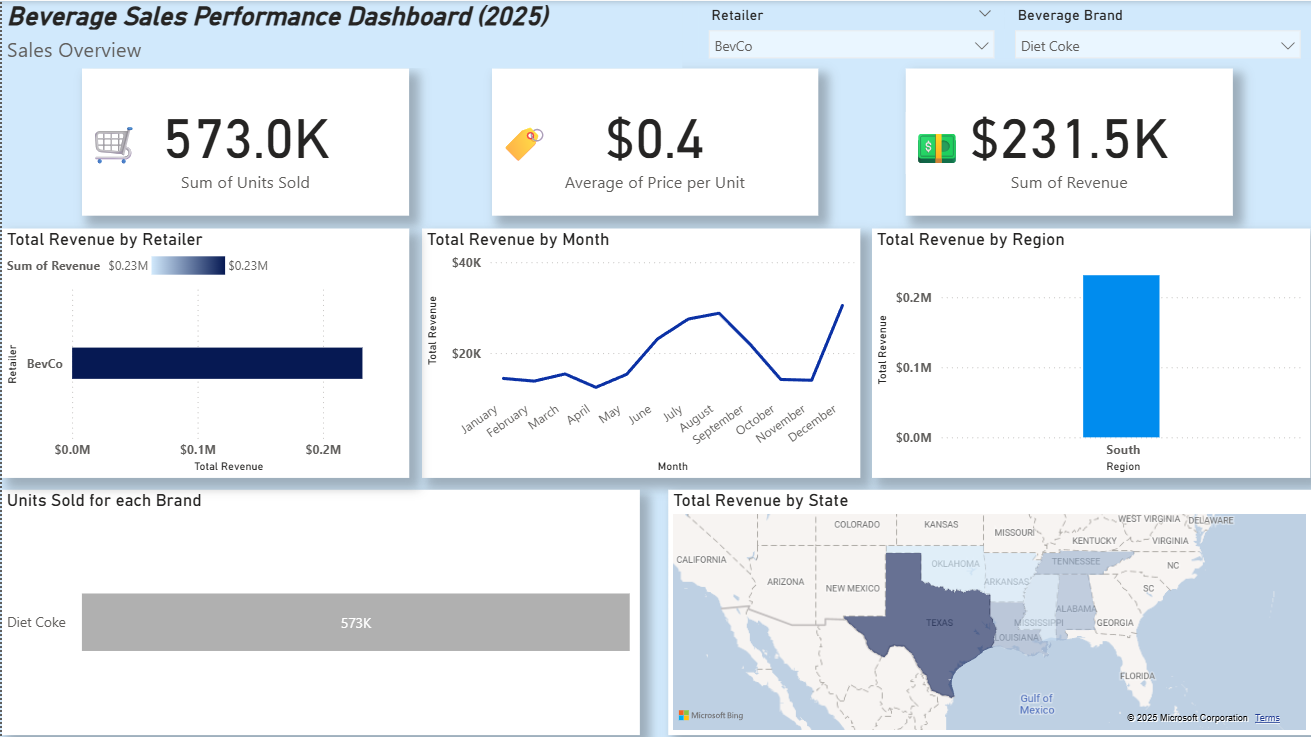 Beverage Sales Performance Dashboard (2025)
Sales Overview
Retailer
BevCo
Beverage Brand
Diet Coke
573.0K
Sum of Units Sold
$0.4
Average of Price per Unit
$231.5K
Sum of Revenue
Total Revenue by Retailer
Sum of Revenue $0.23M $0.23M
Retailer
BevCo
$0.0M $0.1M $0.2M
Total Revenue
Total Revenue by Month
Total Revenue
$40K
$20K
January February March April May June July August September October November December
Month
Total Revenue by Region
Total Revenue
$0.2M
$0.1M
$0.0M
South
Region
Units Sold for each Brand
Diet Coke 573K
Total Revenue by State
WEST VIRGINIA DELAWARE
COLORADO KANSAS
MISSOURI
KENTUCKY VIRGINIA
CALIFORNIA
OKLAHOMA TENNESSEE NC
ARIZONA NEW MEXICO ARKANSAS SC
ALABAMA
TEXAS MISSISSIPPI GEORGIA
LOUISIANA
FLORIDA
Gulf of
Mexico
$ Microsoft Bing
© 2025 Microsoft Corporation Terms